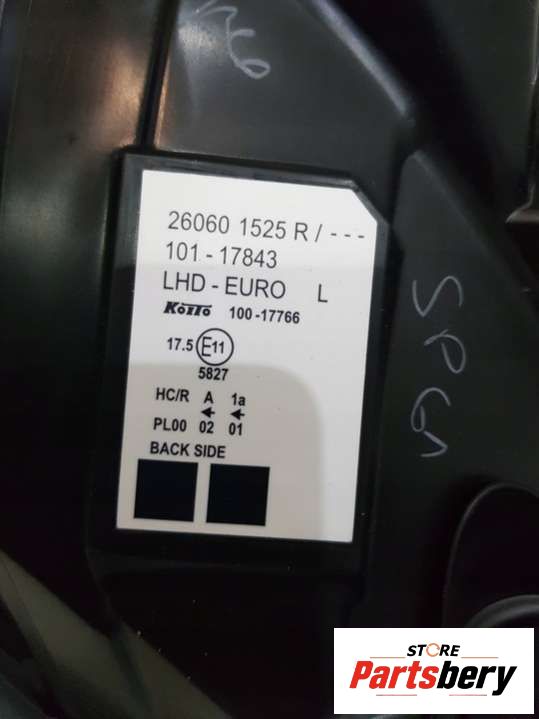 26060 1525 R / - - -
101 - 17843
LHD - EURO L
KOITO 100-17766
17.5 E11
5827
HC/R A 1a
← ←
PL00 02 01
BACK SIDE
STORE
Partsbery